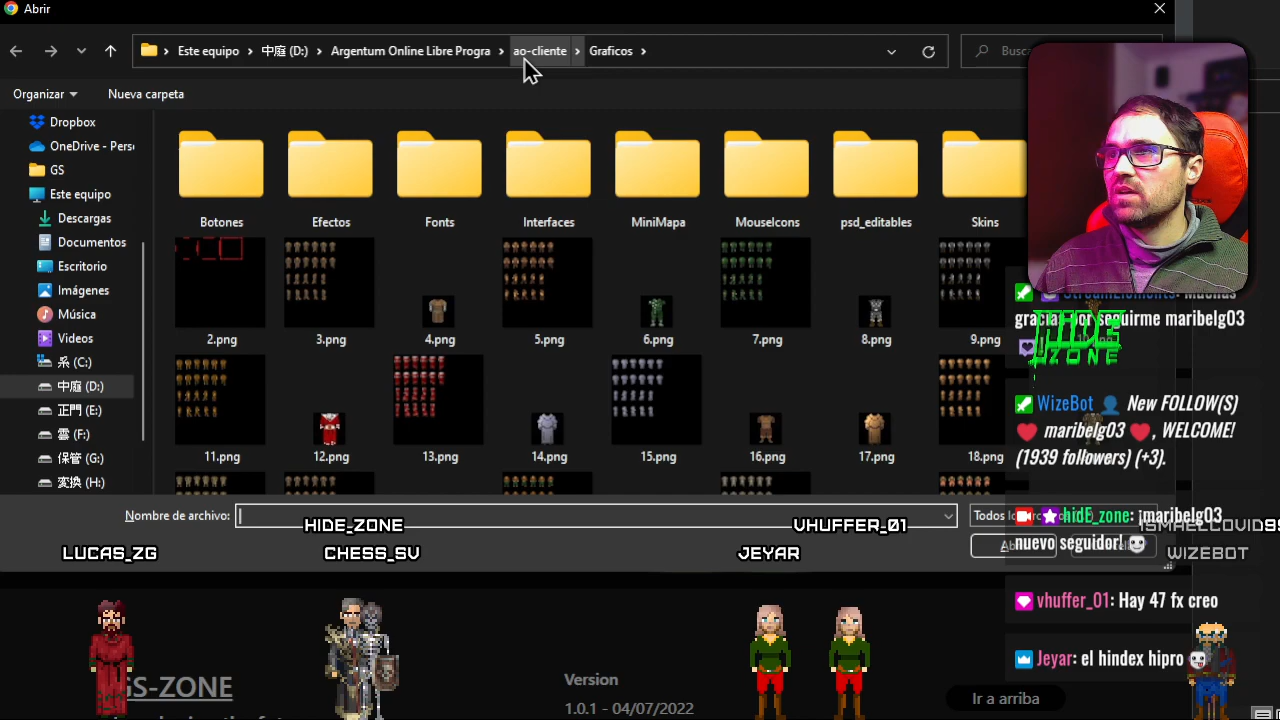 Abrir
Este equipo
中庭 (D:)
Argentum Online Libre Progra
ao-cliente
Graficos
Busc
Organizar
Nueva carpeta
Dropbox
OneDrive - Pers
GS
Este equipo
Descargas
Documentos
Escritorio
Imágenes
Música
Videos
系 (C:)
中庭 (D:)
正門 (E:)
雲 (F:)
保管 (G:)
変換 (H:)
Botones
Efectos
Fonts
Interfaces
MiniMapa
MouseIcons
psd_editables
Skins
2.png
3.png
4.png
5.png
6.png
7.png
8.png
9.png
11.png
12.png
13.png
14.png
15.png
16.png
17.png
18.png
Nombre de archivo:
HIDE_ZONE
VHUFFER_01
LUCAS_ZG
CHESS_SV
JEYAR
WIZEBOT
StreamElements: Muchas
gracias por seguirme maribelg03
HIDE
ZONE
WizeBot New FOLLOW(S)
maribelg03 , WELCOME!
(1939 followers) (+3).
hidE_zone: ¡maribelg03
nuevo seguidor!
vhuffer_01: Hay 47 fx creo
Jeyar: el hindex hipro
GS-ZONE
Version
1.0.1 - 04/07/2022
Ir a arriba